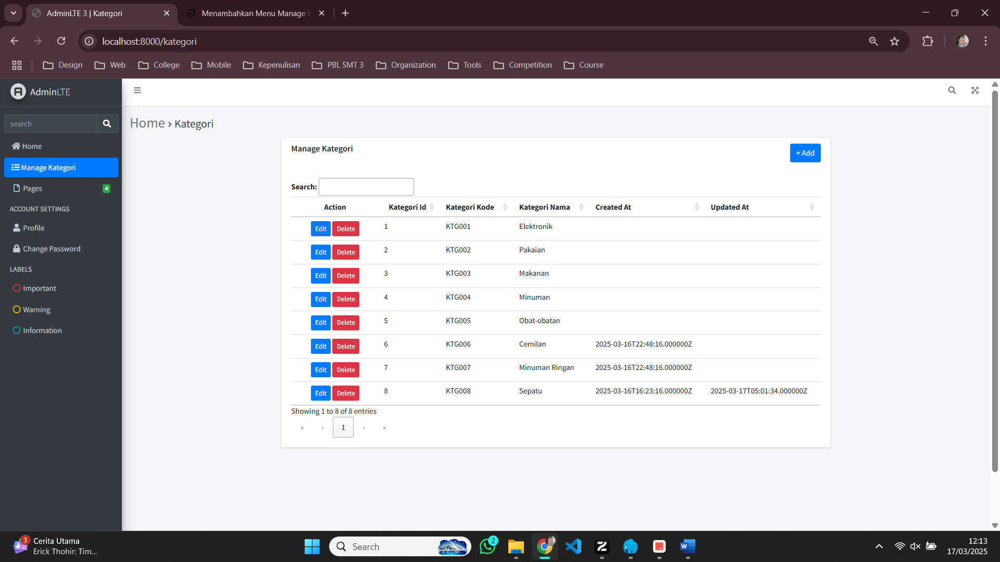 AdminLTE 3 | Kategori
Menambahkan Menu Manage
localhost:8000/kategori
Design Web College Mobile Kepenulisan PBL SMT 3 Organization Tools Competition Course
AdminLTE
search
Home
Manage Kategori
Pages 4
ACCOUNT SETTINGS
Profile
Change Password
LABELS
Important
Warning
Information
Home › Kategori
Manage Kategori
+ Add
Search:
Action Kategori Id Kategori Kode Kategori Nama Created At Updated At
Edit Delete 1 KTG001 Elektronik
Edit Delete 2 KTG002 Pakaian
Edit Delete 3 KTG003 Makanan
Edit Delete 4 KTG004 Minuman
Edit Delete 5 KTG005 Obat-obatan
Edit Delete 6 KTG006 Cemilan 2025-03-16T22:48:16.000000Z
Edit Delete 7 KTG007 Minuman Ringan 2025-03-16T22:48:16.000000Z
Edit Delete 8 KTG008 Sepatu 2025-03-16T16:23:16.000000Z 2025-03-17T05:01:34.000000Z
Showing 1 to 8 of 8 entries
« ‹ 1 › »
3
Cerita Utama
Erick Thohir: Tim...
Search
2
12:13
17/03/2025